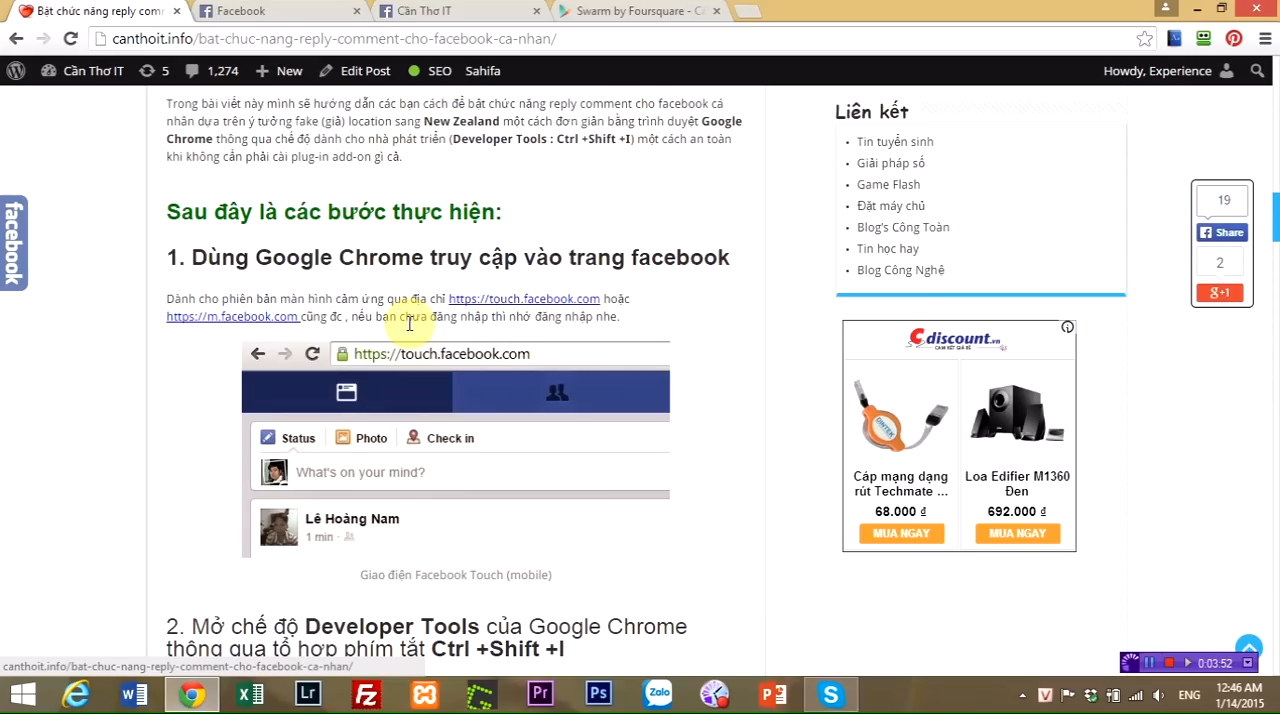 Bật chức năng reply com
Facebook
Cần Thơ IT
Swarm by Foursquare - Că
canthoit.info/bat-chuc-nang-reply-comment-cho-facebook-ca-nhan/
Cần Thơ IT
5
1,274
New
Edit Post
SEO
Sahifa
Howdy, Experience
Trong bài viết này mình sẽ hướng dẫn các bạn cách để bật chức năng reply comment cho facebook cá
nhân dựa trên ý tưởng fake (giả) location sang New Zealand một cách đơn giản bằng trình duyệt Google
Chrome thông qua chế độ dành cho nhà phát triển (Developer Tools : Ctrl +Shift +I) một cách an toàn
khi không cần phải cài plug-in add-on gì cả.
Sau đây là các bước thực hiện:
1. Dùng Google Chrome truy cập vào trang facebook
Dành cho phiên bản màn hình cảm ứng qua địa chỉ https://touch.facebook.com hoặc
https://m.facebook.com cũng đc , nếu bạn chưa đăng nhập thì nhớ đăng nhập nhe.
https://touch.facebook.com
Status
Photo
Check in
What's on your mind?
Lê Hoàng Nam
1 min ·
Giao điện Facebook Touch (mobile)
2. Mở chế độ Developer Tools của Google Chrome
thông qua tổ hợp phím tắt Ctrl +Shift +I
Liên kết
Tin tuyển sinh
Giải pháp số
Game Flash
Đặt máy chủ
Blog's Công Toàn
Tin học hay
Blog Công Nghệ
Cdiscount.vn
CAM KẾT GIÁ RẺ
Cáp mạng dạng
rút Techmate ...
68.000 ₫
MUA NGAY
Loa Edifier M1360
Đen
692.000 ₫
MUA NGAY
facebook
19
Share
2
g+1
canthoit.info/bat-chuc-nang-reply-comment-cho-facebook-ca-nhan/
0:03:52
Lr
Pr
Ps
Zalo
ENG
12:46 AM
1/14/2015